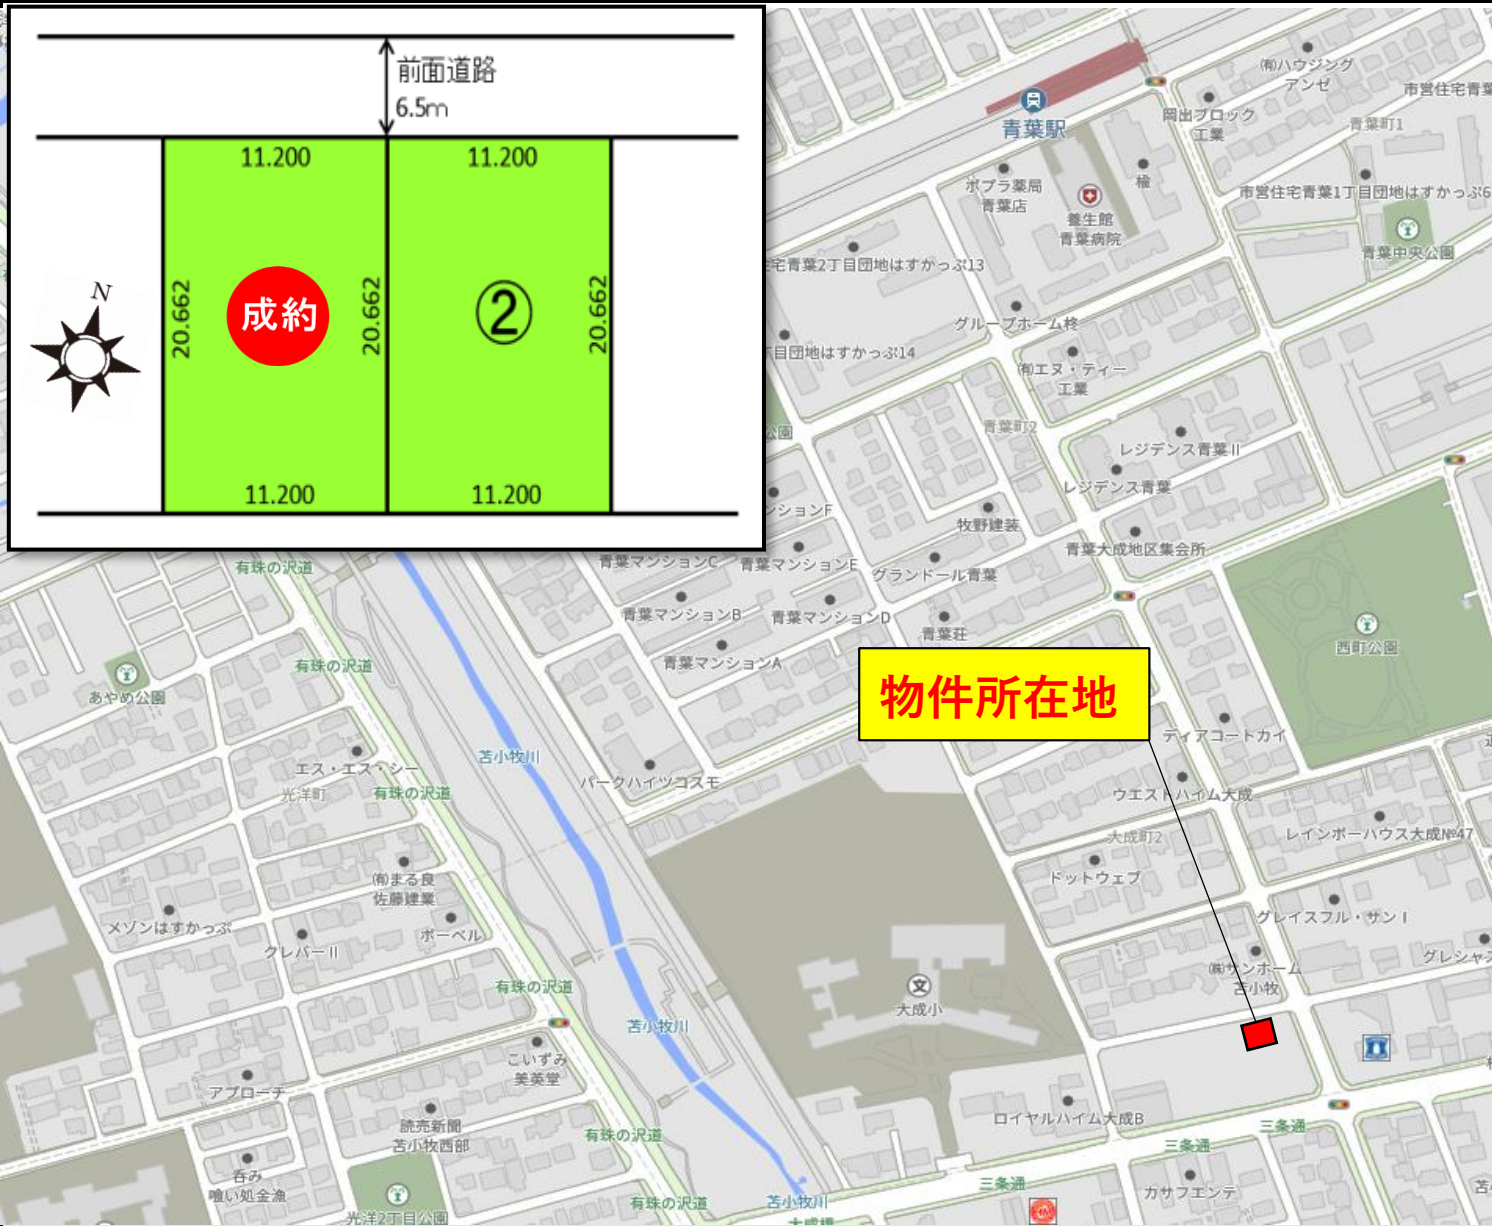 前面道路
6.5m
11.200
11.200
N
20.662
成約
20.662
②
20.662
11.200
11.200
㈲ハウジング
アンゼ
市営住宅青葉
岡出ブロック
工業
青葉町1
青葉駅
ポプラ薬局
青葉店
楡
養生館
青葉病院
市営住宅青葉1丁目団地はすかっぷ6
青葉中央公園
宅青葉2丁目団地はすかっぷ13
グループホーム柊
丁目団地はすかっぷ14
㈲エヌ・ティー
工業
公園
青葉町2
レジデンス青葉Ⅱ
レジデンス青葉
ンションF
牧野建装
青葉大成地区集会所
有珠の沢道
青葉マンションC
青葉マンションE
グランドール青葉
青葉マンションB
青葉マンションD
青葉荘
西町公園
有珠の沢道
青葉マンションA
あやめ公園
物件所在地
ディアコートカイ
苫小牧川
エス・エス・シー
光洋町
有珠の沢道
パークハイツコスモ
ウエストハイム大成
大成町2
レインボーハウス大成№47
㈲まる良
佐藤建業
ドットウェブ
メゾンはすかっぷ
ボーベル
クレバーⅡ
グレイスフル・サンⅠ
グレシャス
㈱サンホーム
苫小牧
有珠の沢道
文
大成小
苫小牧川
こいずみ
美英堂
アプローチ
読売新聞
苫小牧西部
ロイヤルハイム大成B
三条通
三条通
有珠の沢道
呑み
喰い処金漁
三条通
カサフエンテ
有珠の沢道
苫小牧川
光洋2丁目公園
大成橋